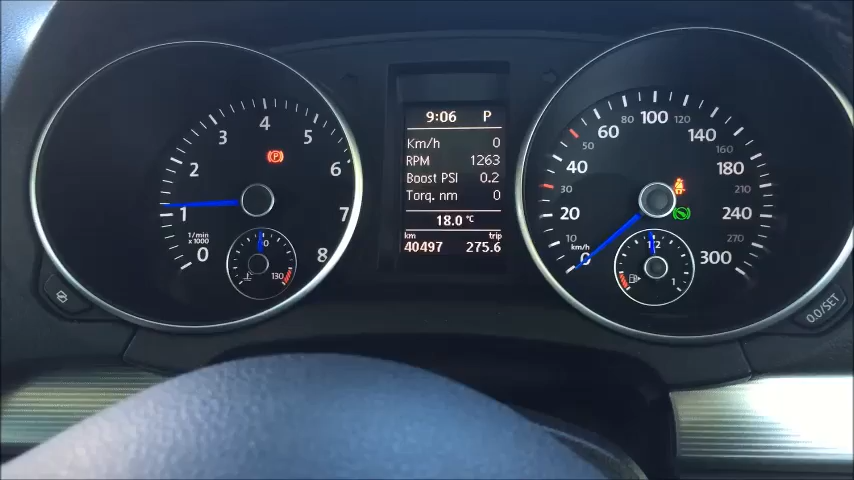 9:06 P
Km/h 0
RPM 1263
Boost PSI 0.2
Torq. nm 0
18.0 °C
km trip
40497 275.6
0 1 2 3 4 5 6 7 8
1/min
x1000
130
0 10 20 30 40 50 60 80 100 120 140 160 180 210 240 270 300
km/h
1/2
1
P
0.0/SET